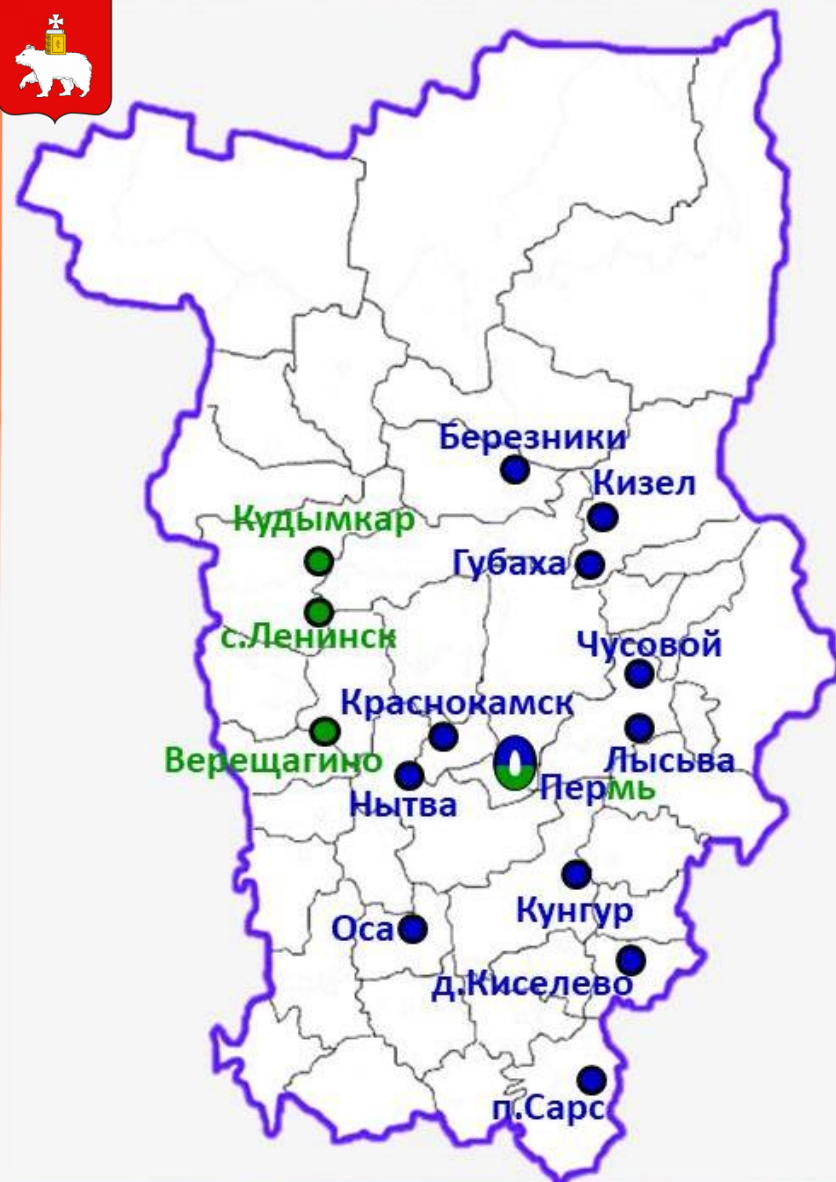 Березники
Кизел
Кудымкар
Губаха
с.Ленинск
Чусовой
Краснокамск
Верещагино
Лысьва
Пермь
Нытва
Кунгур
Оса
д.Киселево
п.Сарс